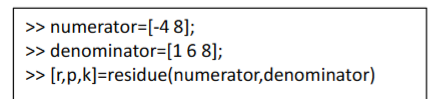 >> numerator=[-4 8];
>> denominator=[1 6 8];
>> [r,p,k]=residue(numerator,denominator)